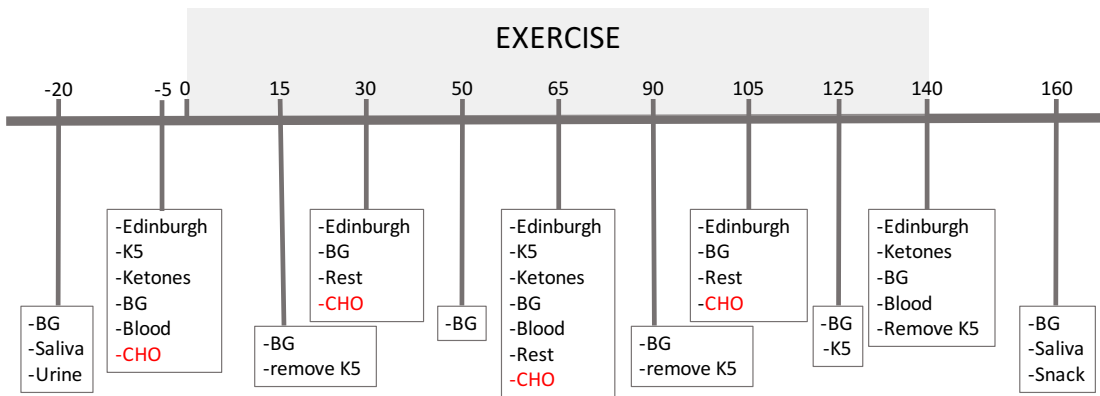 EXERCISE
-20
-5
0
15
30
50
65
90
105
125
140
160
-BG
-Saliva
-Urine
-Edinburgh
-K5
-Ketones
-BG
-Blood
-CHO
-BG
-remove K5
-Edinburgh
-BG
-Rest
-CHO
-BG
-Edinburgh
-K5
-Ketones
-BG
-Blood
-Rest
-CHO
-BG
-remove K5
-Edinburgh
-BG
-Rest
-CHO
-BG
-K5
-Edinburgh
-Ketones
-BG
-Blood
-Remove K5
-BG
-Saliva
-Snack